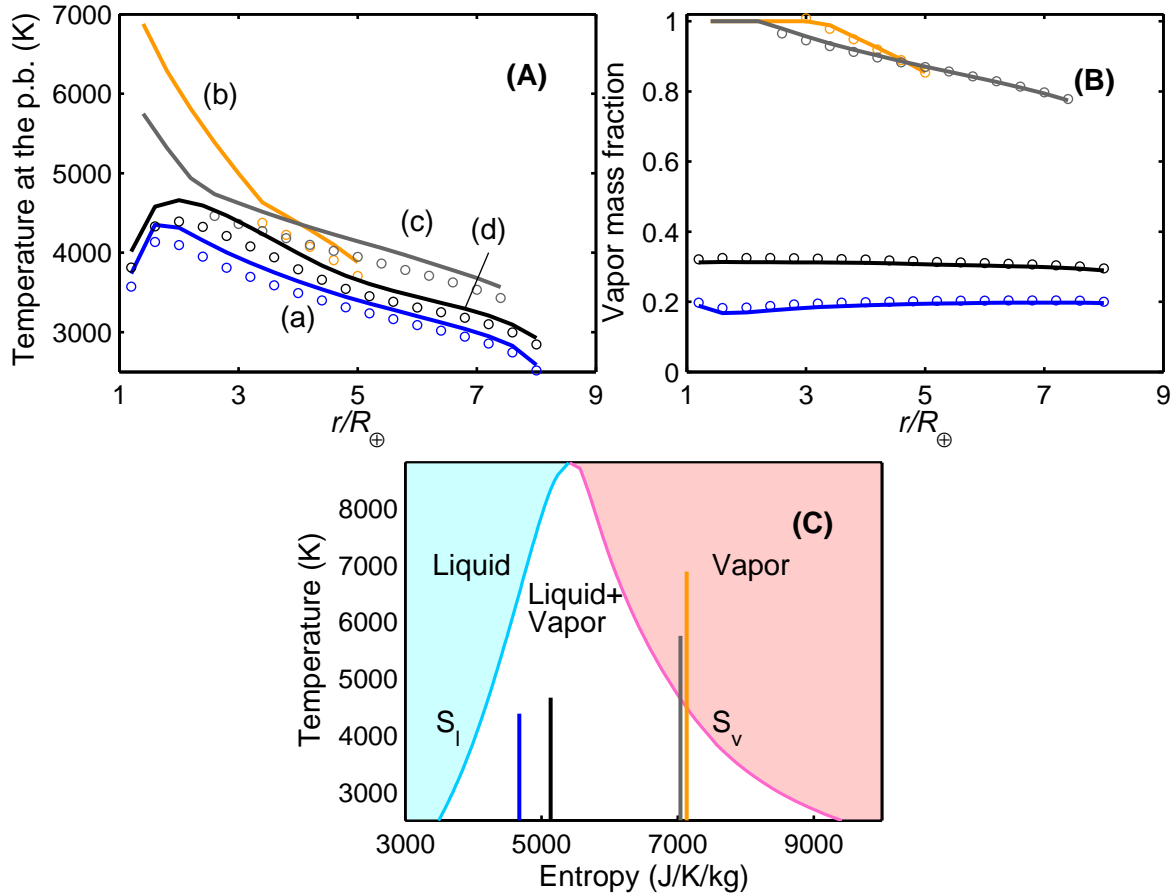 7000
6000
5000
4000
3000
Temperature at the p.b. (K)
(A)
(b)
(c)
(d)
(a)
1
3
5
7
9
r/R⊕
1
0.8
0.6
0.4
0.2
0
Vapor mass fraction
(B)
1
3
5
7
9
r/R⊕
8000
7000
6000
5000
4000
3000
Temperature (K)
(C)
Liquid
Vapor
Liquid+
Vapor
Sl
Sv
3000
5000
7000
9000
Entropy (J/K/kg)